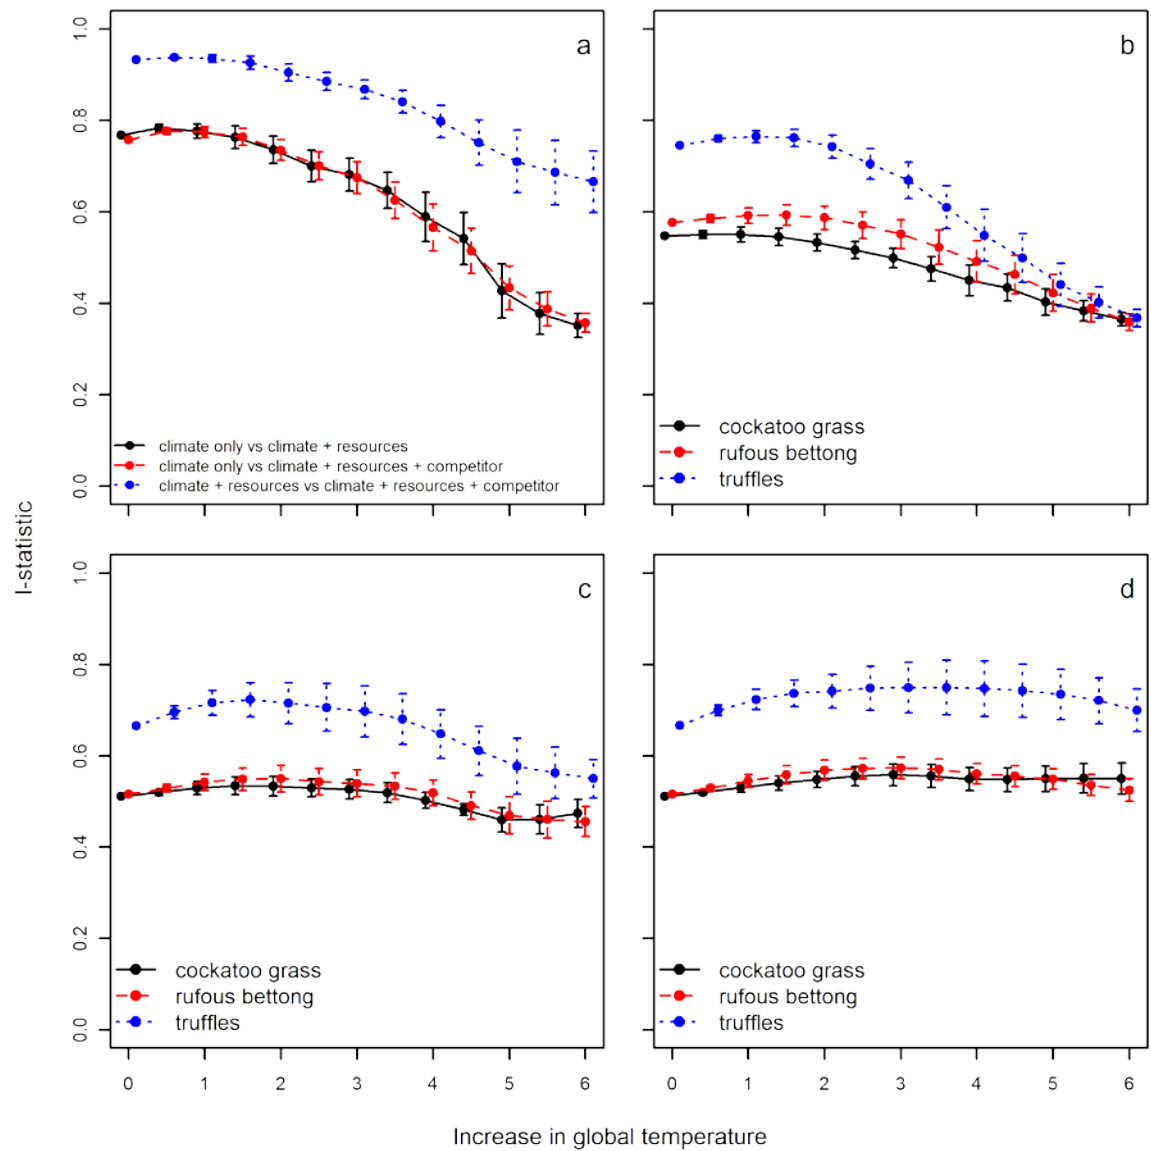 a
b
1.0
0.8
0.6
0.4
0.2
0.0
climate only vs climate + resources
climate only vs climate + resources + competitor
climate + resources vs climate + resources + competitor
cockatoo grass
rufous bettong
truffles
I-statistic
c
d
1.0
0.8
0.6
0.4
0.2
0.0
cockatoo grass
rufous bettong
truffles
cockatoo grass
rufous bettong
truffles
0 1 2 3 4 5 6
0 1 2 3 4 5 6
Increase in global temperature